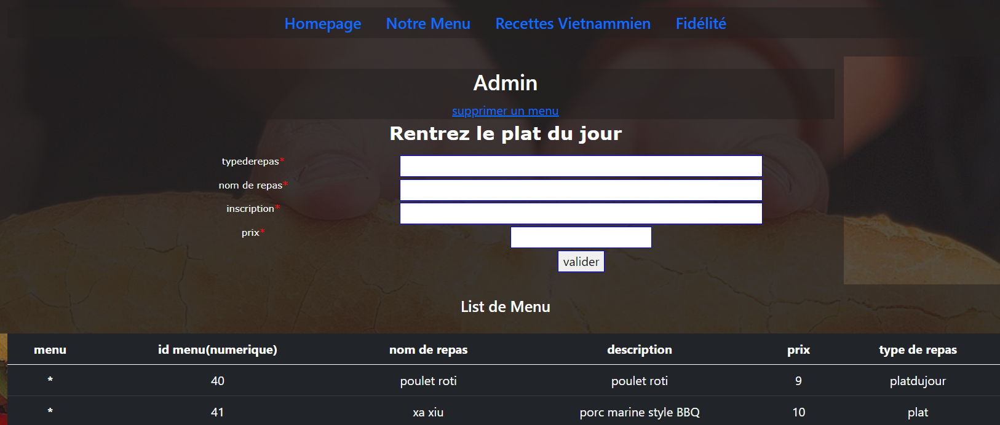 Homepage Notre Menu Recettes Vietnammien Fidélité
Admin
supprimer un menu
Rentrez le plat du jour
typederepas*
nom de repas*
inscription*
prix*
valider
List de Menu
menu id menu(numerique) nom de repas description prix type de repas
* 40 poulet roti poulet roti 9 platdujour
* 41 xa xiu porc marine style BBQ 10 plat